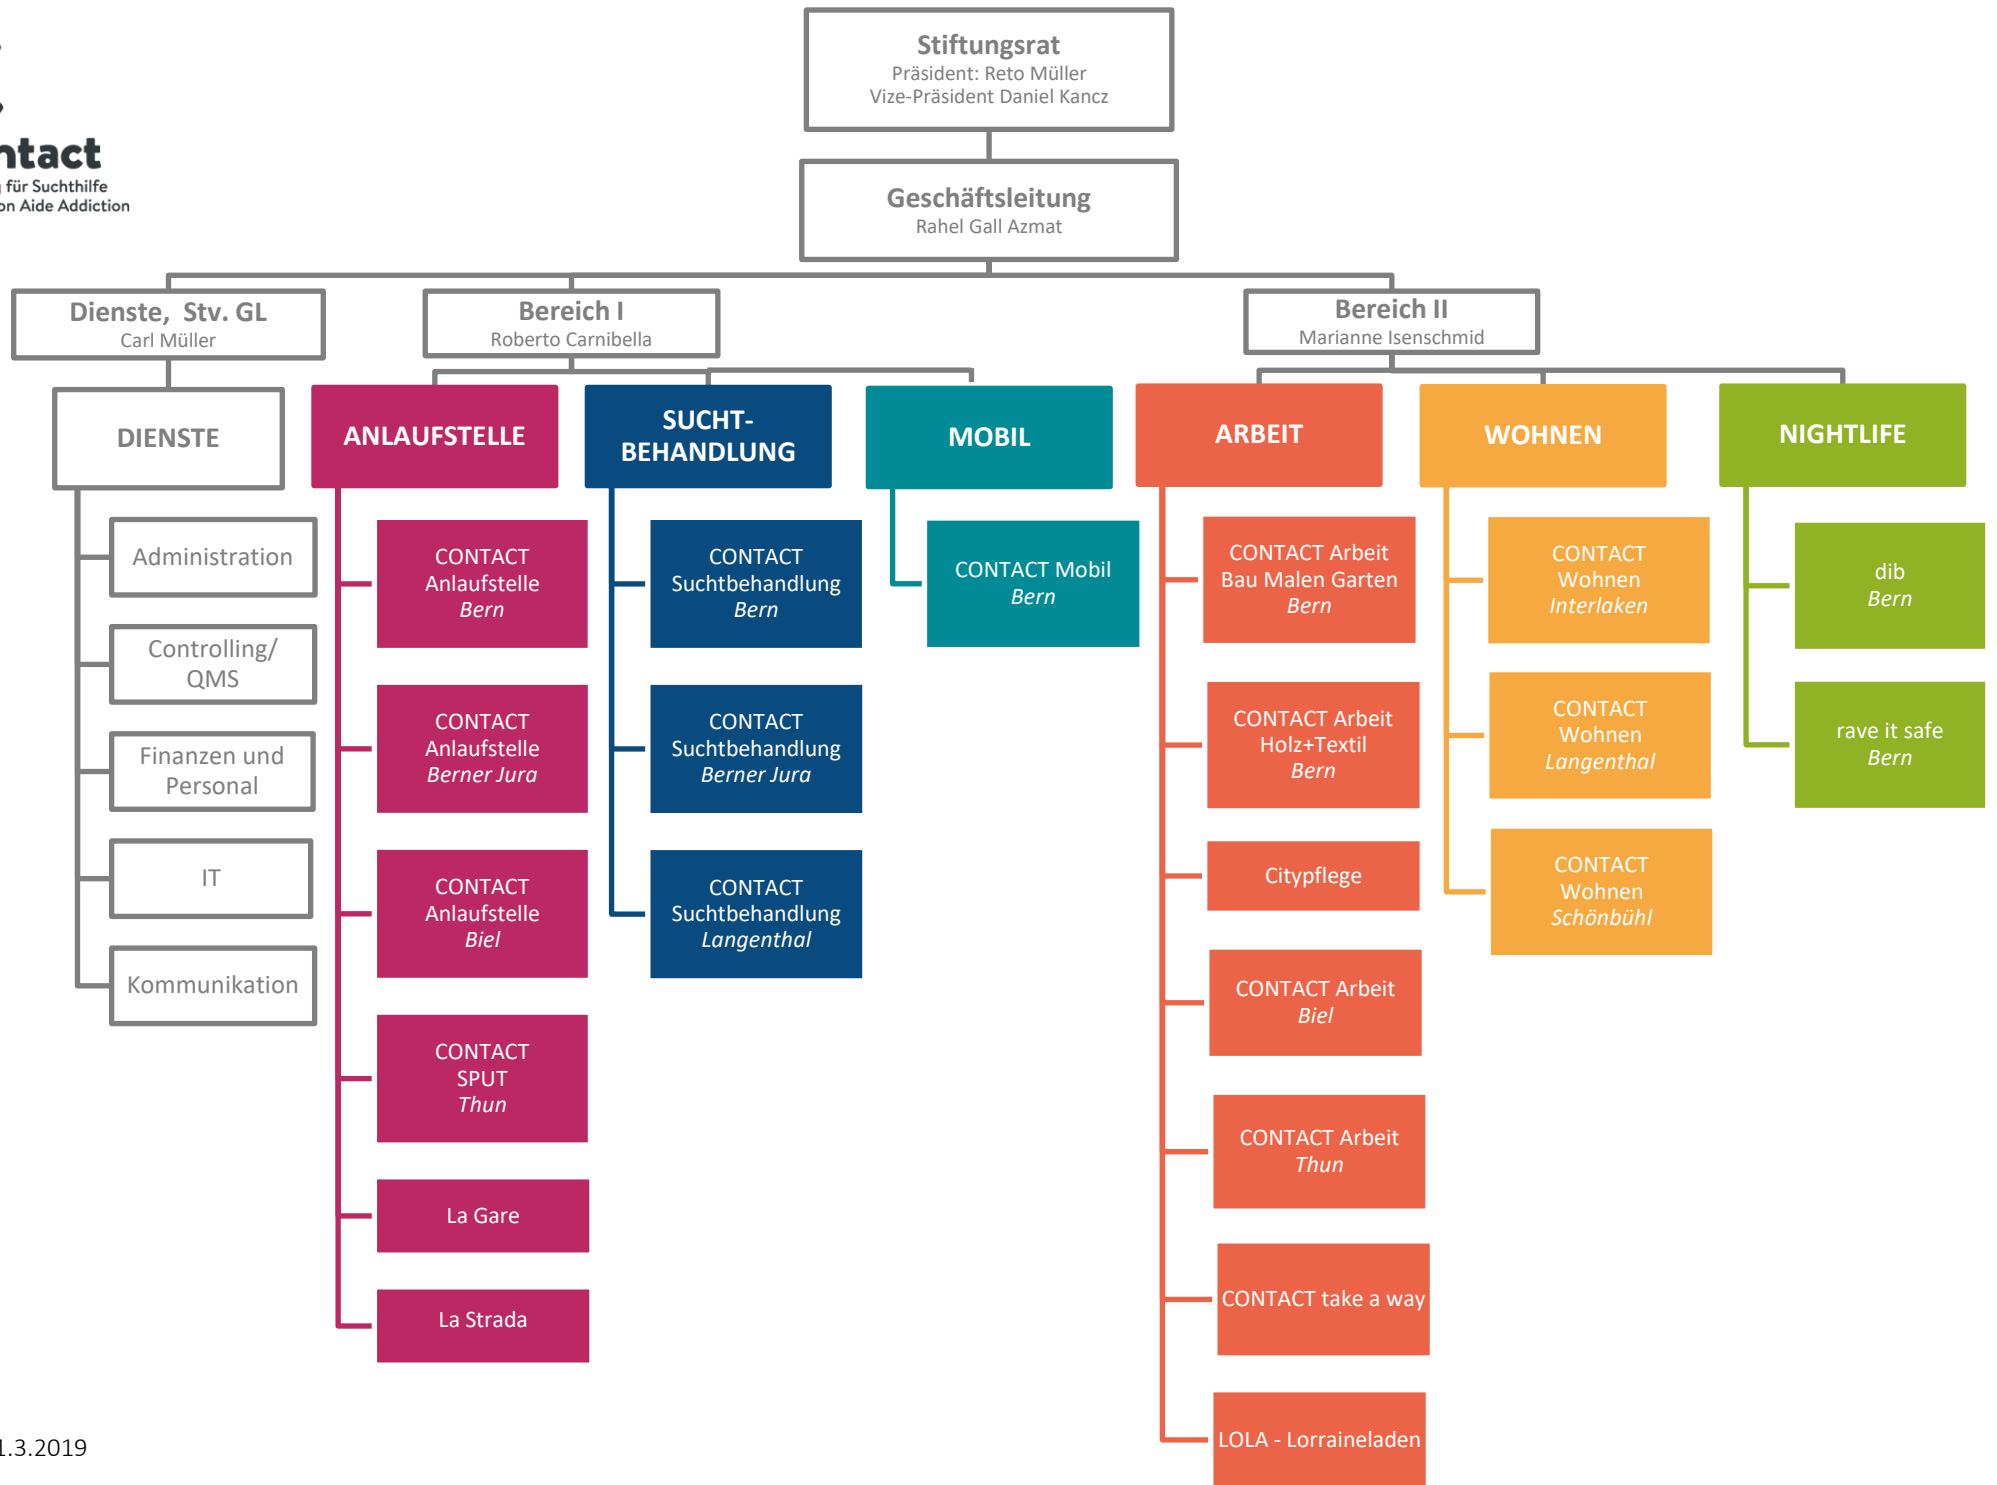 Stiftungsrat
Präsident: Reto Müller
Vize-Präsident Daniel Kancz
ntact
g für Suchthilfe
on Aide Addiction
Geschäftsleitung
Rahel Gall Azmat
Dienste, Stv. GL
Carl Müller
Bereich I
Roberto Carnibella
Bereich II
Marianne Isenschmid
DIENSTE
Administration
Controlling/
QMS
Finanzen und
Personal
IT
Kommunikation
ANLAUFSTELLE
CONTACT
Anlaufstelle
Bern
CONTACT
Anlaufstelle
Berner Jura
CONTACT
Anlaufstelle
Biel
CONTACT
SPUT
Thun
La Gare
La Strada
SUCHT-
BEHANDLUNG
CONTACT
Suchtbehandlung
Bern
CONTACT
Suchtbehandlung
Berner Jura
CONTACT
Suchtbehandlung
Langenthal
MOBIL
CONTACT Mobil
Bern
ARBEIT
CONTACT Arbeit
Bau Malen Garten
Bern
CONTACT Arbeit
Holz+Textil
Bern
Citypflege
CONTACT Arbeit
Biel
CONTACT Arbeit
Thun
CONTACT take a way
LOLA - Lorraineladen
WOHNEN
CONTACT
Wohnen
Interlaken
CONTACT
Wohnen
Langenthal
CONTACT
Wohnen
Schönbühl
NIGHTLIFE
dib
Bern
rave it safe
Bern
1.3.2019